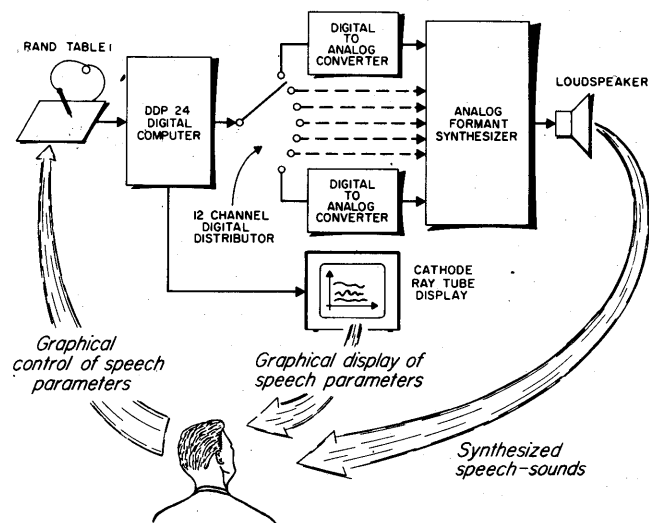 RAND TABLET
DDP 24
DIGITAL
COMPUTER
DIGITAL
TO
ANALOG
CONVERTER
ANALOG
FORMANT
SYNTHESIZER
LOUDSPEAKER
12 CHANNEL
DIGITAL
DISTRIBUTOR
DIGITAL
TO
ANALOG
CONVERTER
CATHODE
RAY TUBE
DISPLAY
Graphical
control of speech
parameters
Graphical display of
speech parameters
Synthesized
speech-sounds